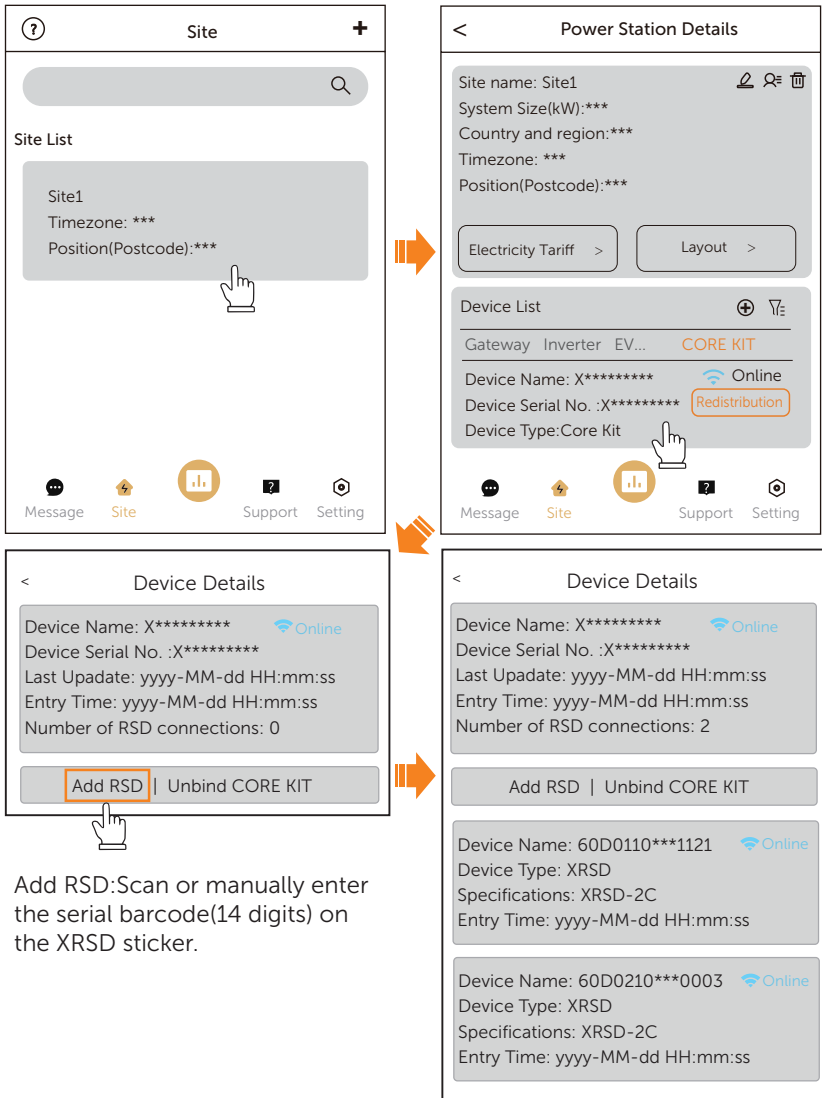 ?
Site
+
Site List
Site1
Timezone: ***
Position(Postcode):***
Message
Site
?
Support
Setting
<
Power Station Details
Site name: Site1
System Size(kW):***
Country and region:***
Timezone: ***
Position(Postcode):***
Electricity Tariff >
Layout >
Device List
Gateway Inverter EV... CORE KIT
Device Name: X********* Online
Device Serial No. :X********* Redistribution
Device Type:Core Kit
Message
Site
?
Support
Setting
<
Device Details
Device Name: X********* Online
Device Serial No. :X*********
Last Upadate: yyyy-MM-dd HH:mm:ss
Entry Time: yyyy-MM-dd HH:mm:ss
Number of RSD connections: 0
Add RSD | Unbind CORE KIT
Add RSD:Scan or manually enter
the serial barcode(14 digits) on
the XRSD sticker.
<
Device Details
Device Name: X********* Online
Device Serial No. :X*********
Last Upadate: yyyy-MM-dd HH:mm:ss
Entry Time: yyyy-MM-dd HH:mm:ss
Number of RSD connections: 2
Add RSD | Unbind CORE KIT
Device Name: 60D0110***1121 Online
Device Type: XRSD
Specifications: XRSD-2C
Entry Time: yyyy-MM-dd HH:mm:ss
Device Name: 60D0210***0003 Online
Device Type: XRSD
Specifications: XRSD-2C
Entry Time: yyyy-MM-dd HH:mm:ss